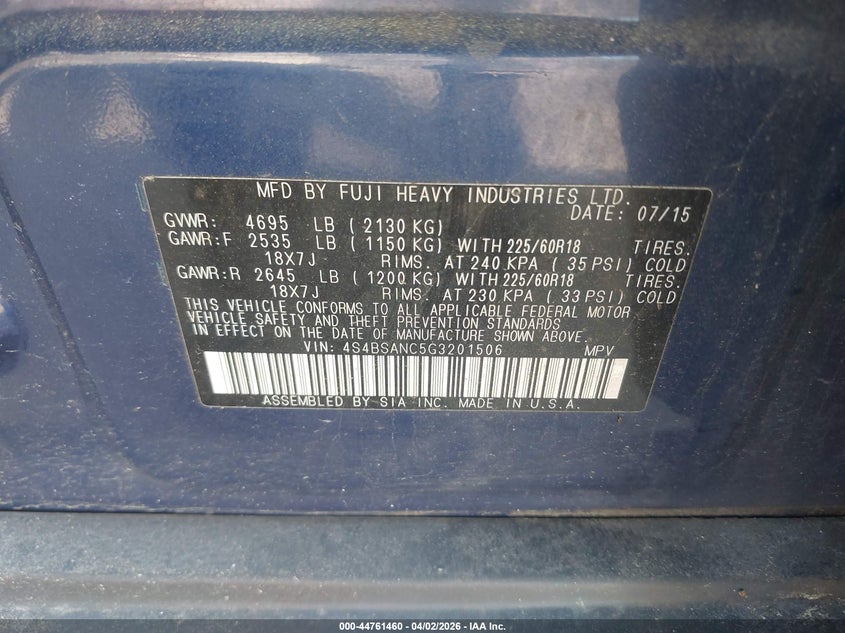 MFD BY FUJI HEAVY INDUSTRIES LTD.
DATE: 07/15
GVWR: 4695 LB ( 2130 KG)
GAWR:F 2535 LB ( 1150 KG) WITH 225/60R18 TIRES.
18X7J RIMS. AT 240 KPA ( 35 PSI) COLD
GAWR:R 2645 LB ( 1200 KG) WITH 225/60R18 TIRES.
18X7J RIMS. AT 230 KPA ( 33 PSI) COLD
THIS VEHICLE CONFORMS TO ALL APPLICABLE FEDERAL MOTOR
VEHICLE SAFETY AND THEFT PREVENTION STANDARDS
IN EFFECT ON THE DATE OF MANUFACTURE SHOWN ABOVE.
VIN: 4S4BSANC5G3201506 MPV
ASSEMBLED BY SIA INC. MADE IN U.S.A.
000-44761460 - 04/02/2026 - IAA Inc.